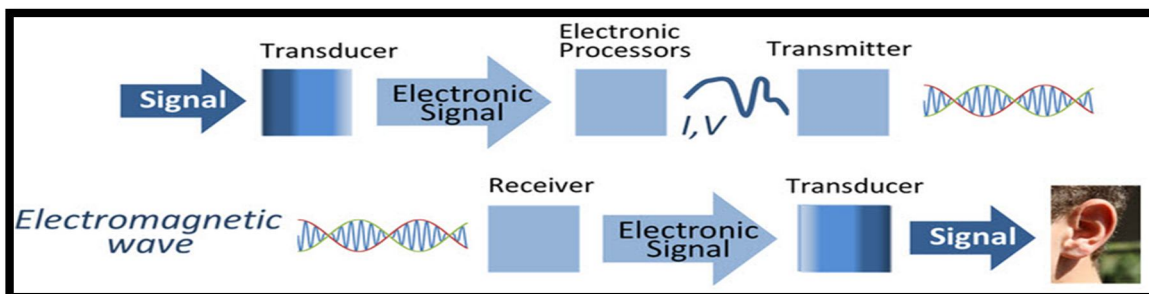 Electronic
Processors
Transducer
Transmitter
Signal
Electronic
Signal
I,V
Receiver
Transducer
Electromagnetic
wave
Electronic
Signal
Signal